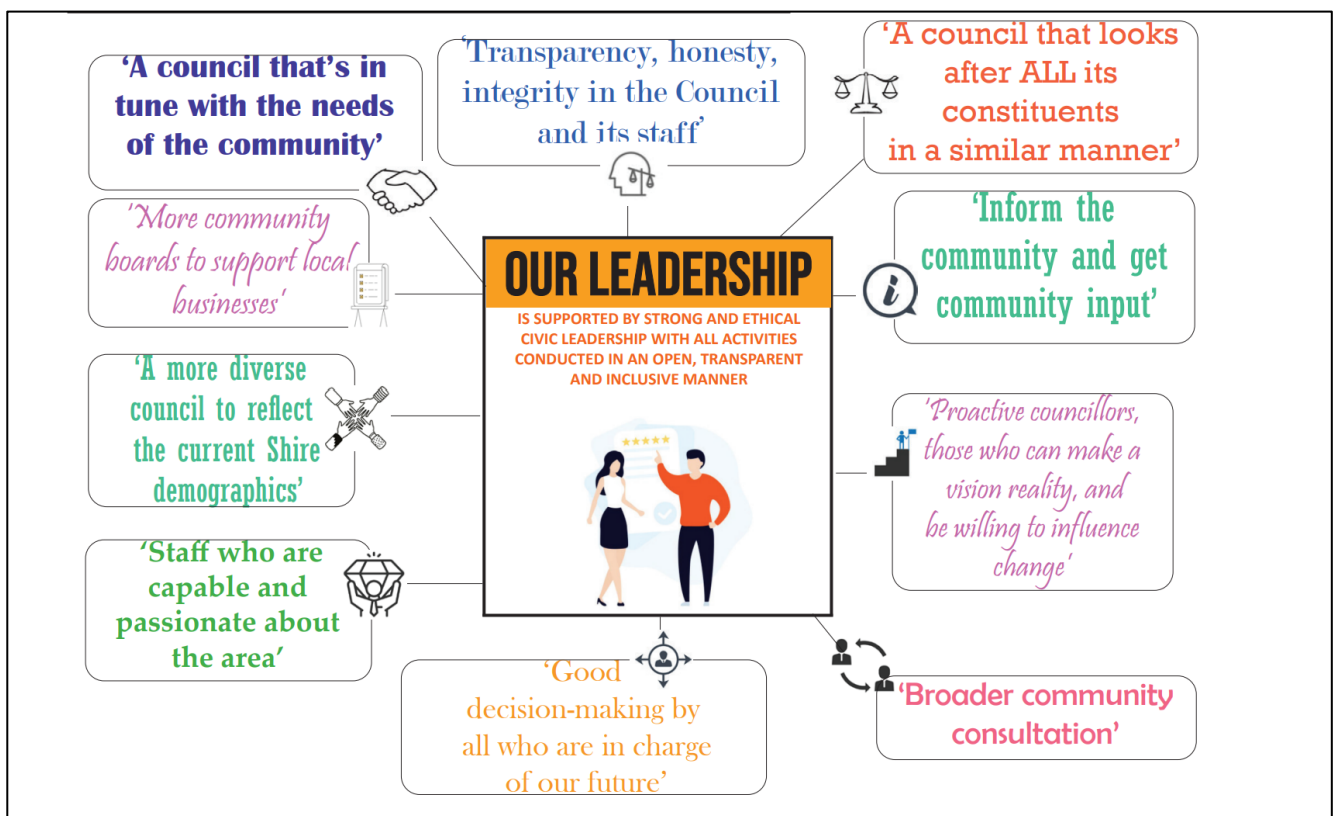 ‘A council that’s in
tune with the needs
of the community’
‘Transparency, honesty,
integrity in the Council
and its staff’
‘A council that looks
after ALL its
constituents
in a similar manner’
‘More community
boards to support local
businesses’
‘Inform the
community and get
community input’
OUR LEADERSHIP
IS SUPPORTED BY STRONG AND ETHICAL
CIVIC LEADERSHIP WITH ALL ACTIVITIES
CONDUCTED IN AN OPEN, TRANSPARENT
AND INCLUSIVE MANNER
‘A more diverse
council to reflect
the current Shire
demographics’
‘Proactive councillors,
those who can make a
vision reality, and
be willing to influence
change’
‘Staff who are
capable and
passionate about
the area’
‘Good
decision-making by
all who are in charge
of our future’
‘Broader community
consultation’